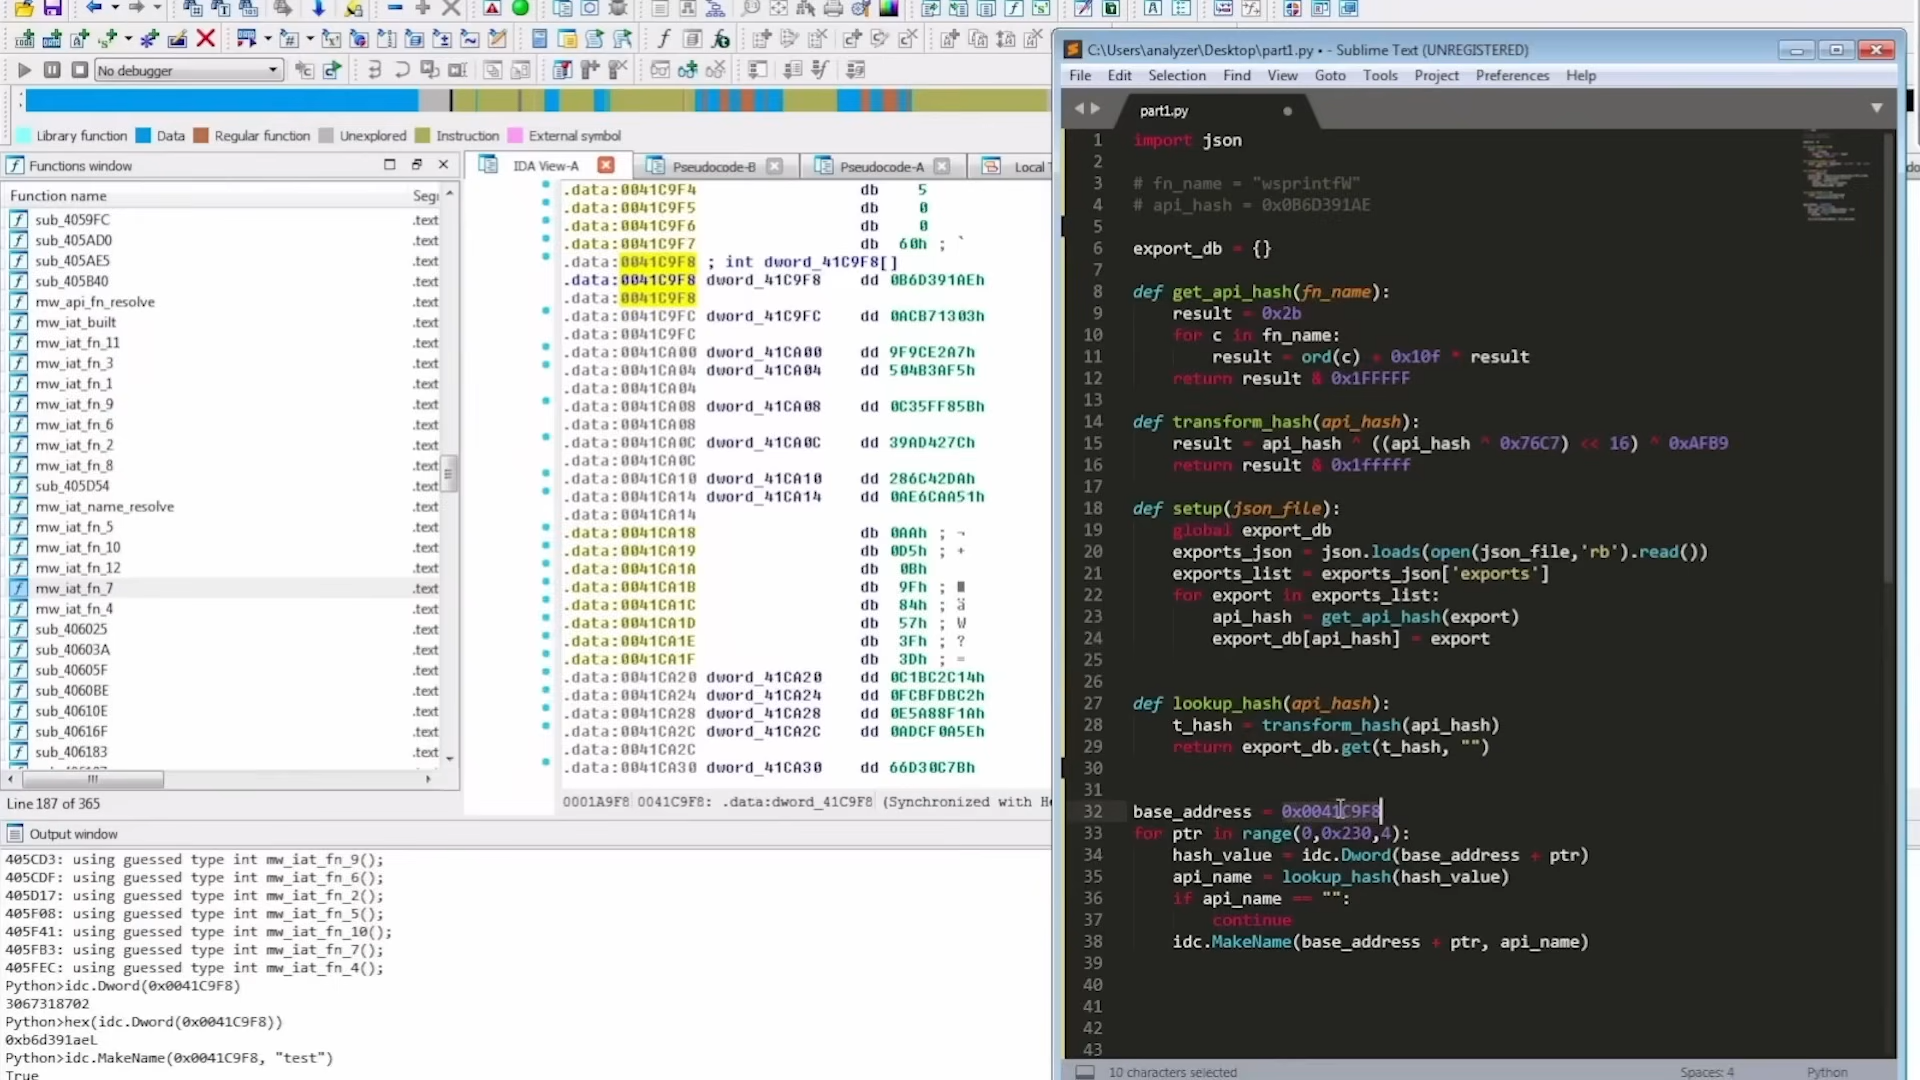 No debugger
Library function Data Regular function Unexplored Instruction External symbol
Functions window
Function name Segı
sub_4059FC .text
sub_405AD0 .text
sub_405AE5 .text
sub_405B40 .text
mw_api_fn_resolve .text
mw_iat_built .text
mw_iat_fn_11 .text
mw_iat_fn_3 .text
mw_iat_fn_1 .text
mw_iat_fn_9 .text
mw_iat_fn_6 .text
mw_iat_fn_2 .text
mw_iat_fn_8 .text
sub_405D54 .text
mw_iat_name_resolve .text
mw_iat_fn_5 .text
mw_iat_fn_10 .text
mw_iat_fn_12 .text
mw_iat_fn_7 .text
mw_iat_fn_4 .text
sub_406025 .text
sub_40603A .text
sub_40605F .text
sub_4060BE .text
sub_40610E .text
sub_40616F .text
sub_406183 .text
Line 187 of 365
IDA View-A Pseudocode-B Pseudocode-A Local T
.data:0041C9F4 db 5
.data:0041C9F5 db 0
.data:0041C9F6 db 0
.data:0041C9F7 db 60h ; `
.data:0041C9F8 ; int dword_41C9F8[]
.data:0041C9F8 dword_41C9F8 dd 0B6D391AEh
.data:0041C9F8
.data:0041C9FC dword_41C9FC dd 0ACB71303h
.data:0041C9FC
.data:0041CA00 dword_41CA00 dd 9F9CE2A7h
.data:0041CA04 dword_41CA04 dd 504B3AF5h
.data:0041CA04
.data:0041CA08 dword_41CA08 dd 0C35FF85Bh
.data:0041CA08
.data:0041CA0C dword_41CA0C dd 39AD427Ch
.data:0041CA0C
.data:0041CA10 dword_41CA10 dd 286C42DAh
.data:0041CA14 dword_41CA14 dd 0AE6CAA51h
.data:0041CA14
.data:0041CA18 db 0AAh ; ¬
.data:0041CA19 db 0D5h ; +
.data:0041CA1A db 0Bh
.data:0041CA1B db 9Fh ; ■
.data:0041CA1C db 84h ; ä
.data:0041CA1D db 57h ; W
.data:0041CA1E db 3Fh ; ?
.data:0041CA1F db 3Dh ; =
.data:0041CA20 dword_41CA20 dd 0C1BC2C14h
.data:0041CA24 dword_41CA24 dd 0FCBFDBC2h
.data:0041CA28 dword_41CA28 dd 0E5A88F1Ah
.data:0041CA2C dword_41CA2C dd 0ADCF0A5Eh
.data:0041CA2C
.data:0041CA30 dword_41CA30 dd 66D30C7Bh
0001A9F8 0041C9F8: .data:dword_41C9F8 (Synchronized with He
Output window
405CD3: using guessed type int mw_iat_fn_9();
405CDF: using guessed type int mw_iat_fn_6();
405D17: using guessed type int mw_iat_fn_2();
405F08: using guessed type int mw_iat_fn_5();
405F41: using guessed type int mw_iat_fn_10();
405FB3: using guessed type int mw_iat_fn_7();
405FEC: using guessed type int mw_iat_fn_4();
Python>idc.Dword(0x0041C9F8)
3067318702
Python>hex(idc.Dword(0x0041C9F8))
0xb6d391aeL
Python>idc.MakeName(0x0041C9F8, "test")
True
C:\Users\analyzer\Desktop\part1.py • - Sublime Text (UNREGISTERED)
File Edit Selection Find View Goto Tools Project Preferences Help
part1.py
1 import json
2
3 # fn_name = "wsprintfW"
4 # api_hash = 0x0B6D391AE
5
6 export_db = {}
7
8 def get_api_hash(fn_name):
9 result = 0x2b
10 for c in fn_name:
11 result = ord(c) + 0x10f * result
12 return result & 0x1FFFFF
13
14 def transform_hash(api_hash):
15 result = api_hash ^ ((api_hash ^ 0x76C7) << 16) ^ 0xAFB9
16 return result & 0x1fffff
17
18 def setup(json_file):
19 global export_db
20 exports_json = json.loads(open(json_file,'rb').read())
21 exports_list = exports_json['exports']
22 for export in exports_list:
23 api_hash = get_api_hash(export)
24 export_db[api_hash] = export
25
26
27 def lookup_hash(api_hash):
28 t_hash = transform_hash(api_hash)
29 return export_db.get(t_hash, "")
30
31
32 base_address = 0x0041C9F8
33 for ptr in range(0,0x230,4):
34 hash_value = idc.Dword(base_address + ptr)
35 api_name = lookup_hash(hash_value)
36 if api_name == "":
37 continue
38 idc.MakeName(base_address + ptr, api_name)
39
40
41
42
43
10 characters selected Spaces: 4 Python